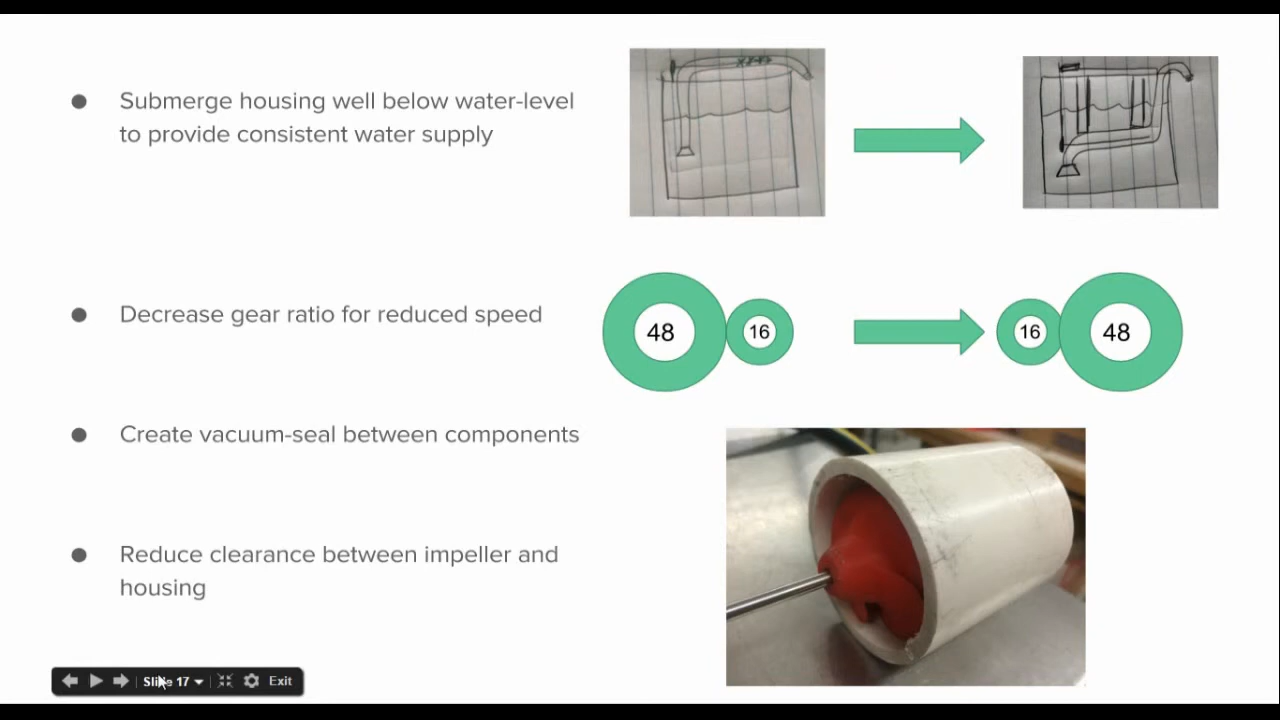 ● Submerge housing well below water-level
to provide consistent water supply
● Decrease gear ratio for reduced speed
48
16
16
48
● Create vacuum-seal between components
● Reduce clearance between impeller and
housing
Slide 17
Exit